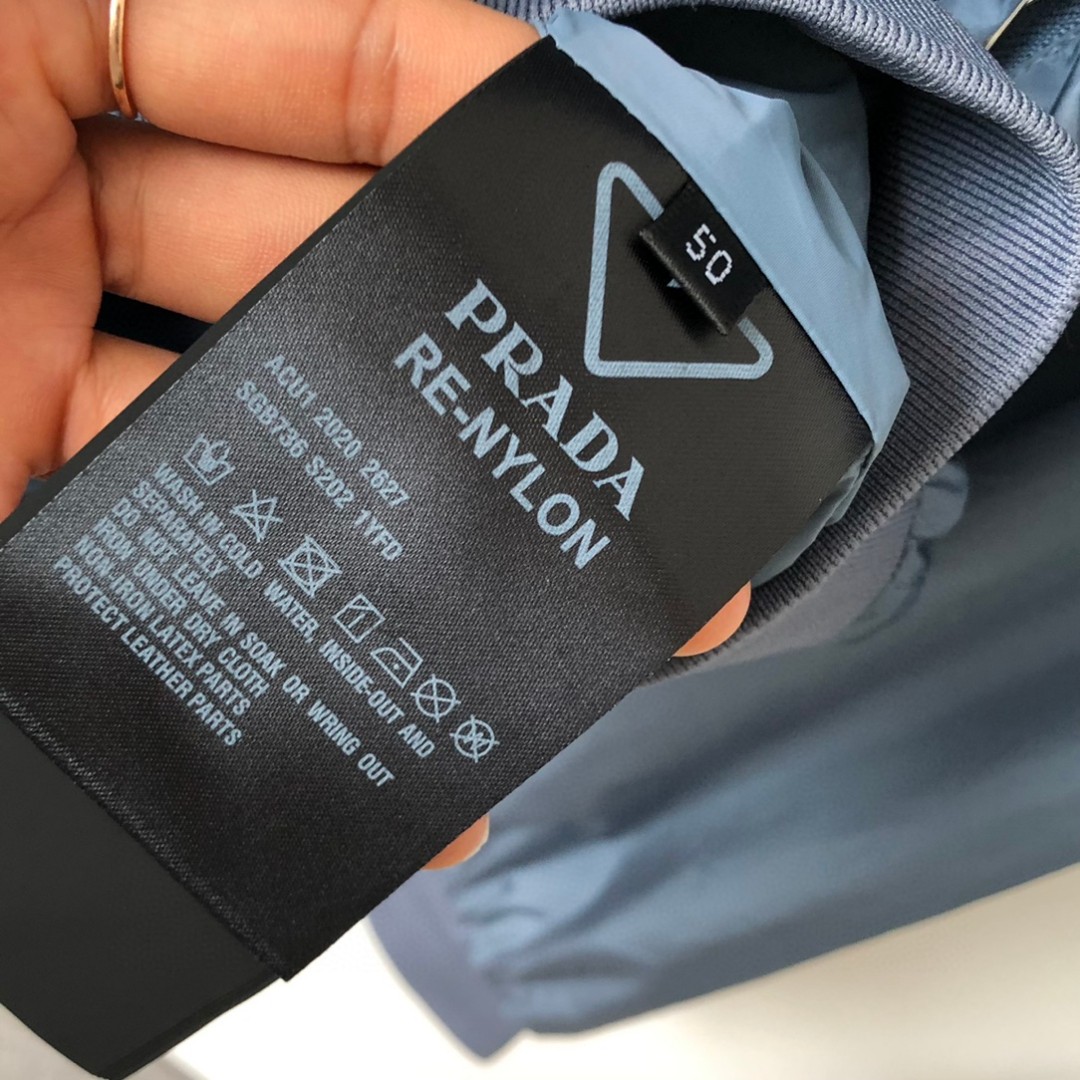 50
PRADA
RE-NYLON
ACU1 2020 2627
SGB736 S202 1YFD
WASH IN COLD WATER, INSIDE-OUT AND
SEPARATELY
DO NOT LEAVE IN SOAK OR WRING OUT
IRON UNDER DRY CLOTH
NON-IRON LATEX PARTS
PROTECT LEATHER PARTS